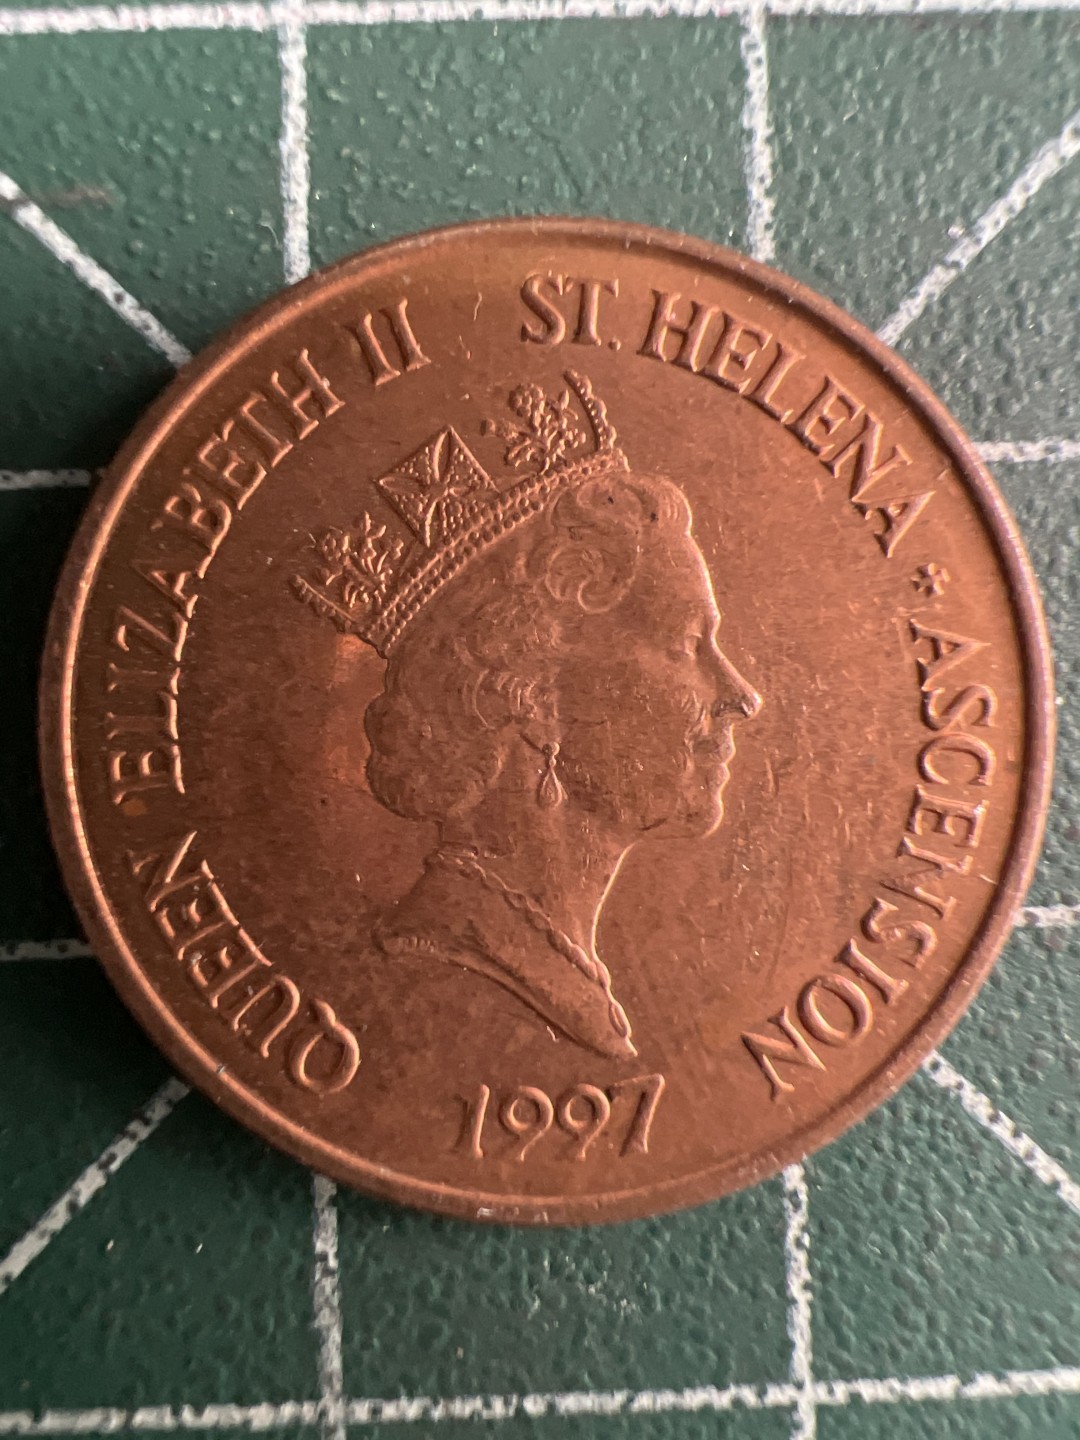 QUEEN ELIZABETH II ST. HELENA * ASCENSION
1997